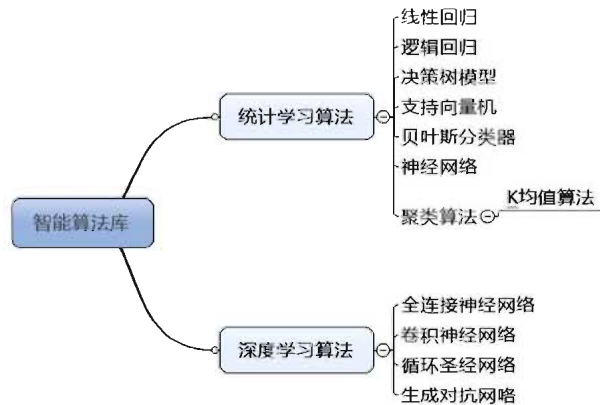 智能算法库
统计学习算法
线性回归
逻辑回归
决策树模型
支持向量机
贝叶斯分类器
神经网络
聚类算法
K均值算法
深度学习算法
全连接神经网络
卷积神经网络
循环圣经网络
生成对抗网咯